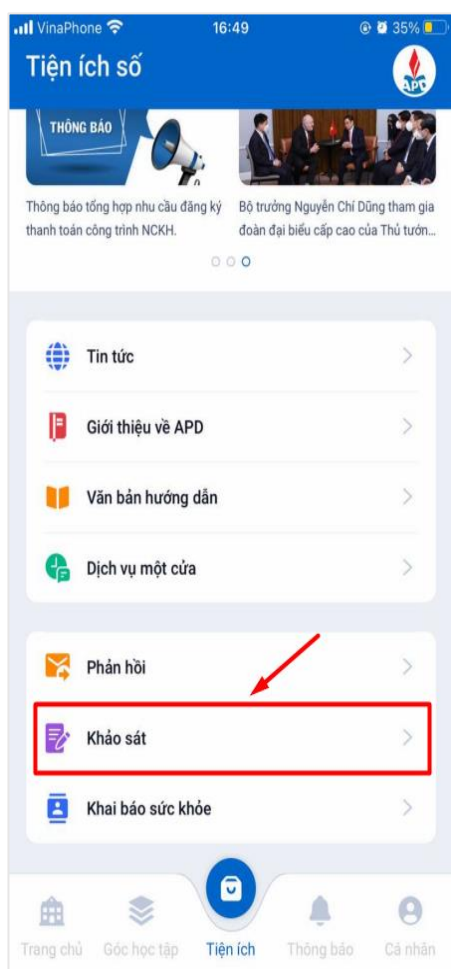 VinaPhone
16:49
35%
Tiện ích số
APD
THÔNG BÁO
Thông báo tổng hợp nhu cầu đăng ký
thanh toán công trình NCKH.
Bộ trưởng Nguyễn Chí Dũng tham gia
đoàn đại biểu cấp cao của Thủ tướn...
Tin tức
Giới thiệu về APD
Văn bản hướng dẫn
Dịch vụ một cửa
Phản hồi
Khảo sát
Khai báo sức khỏe
Trang chủ
Góc học tập
Tiện ích
Thông báo
Cá nhân